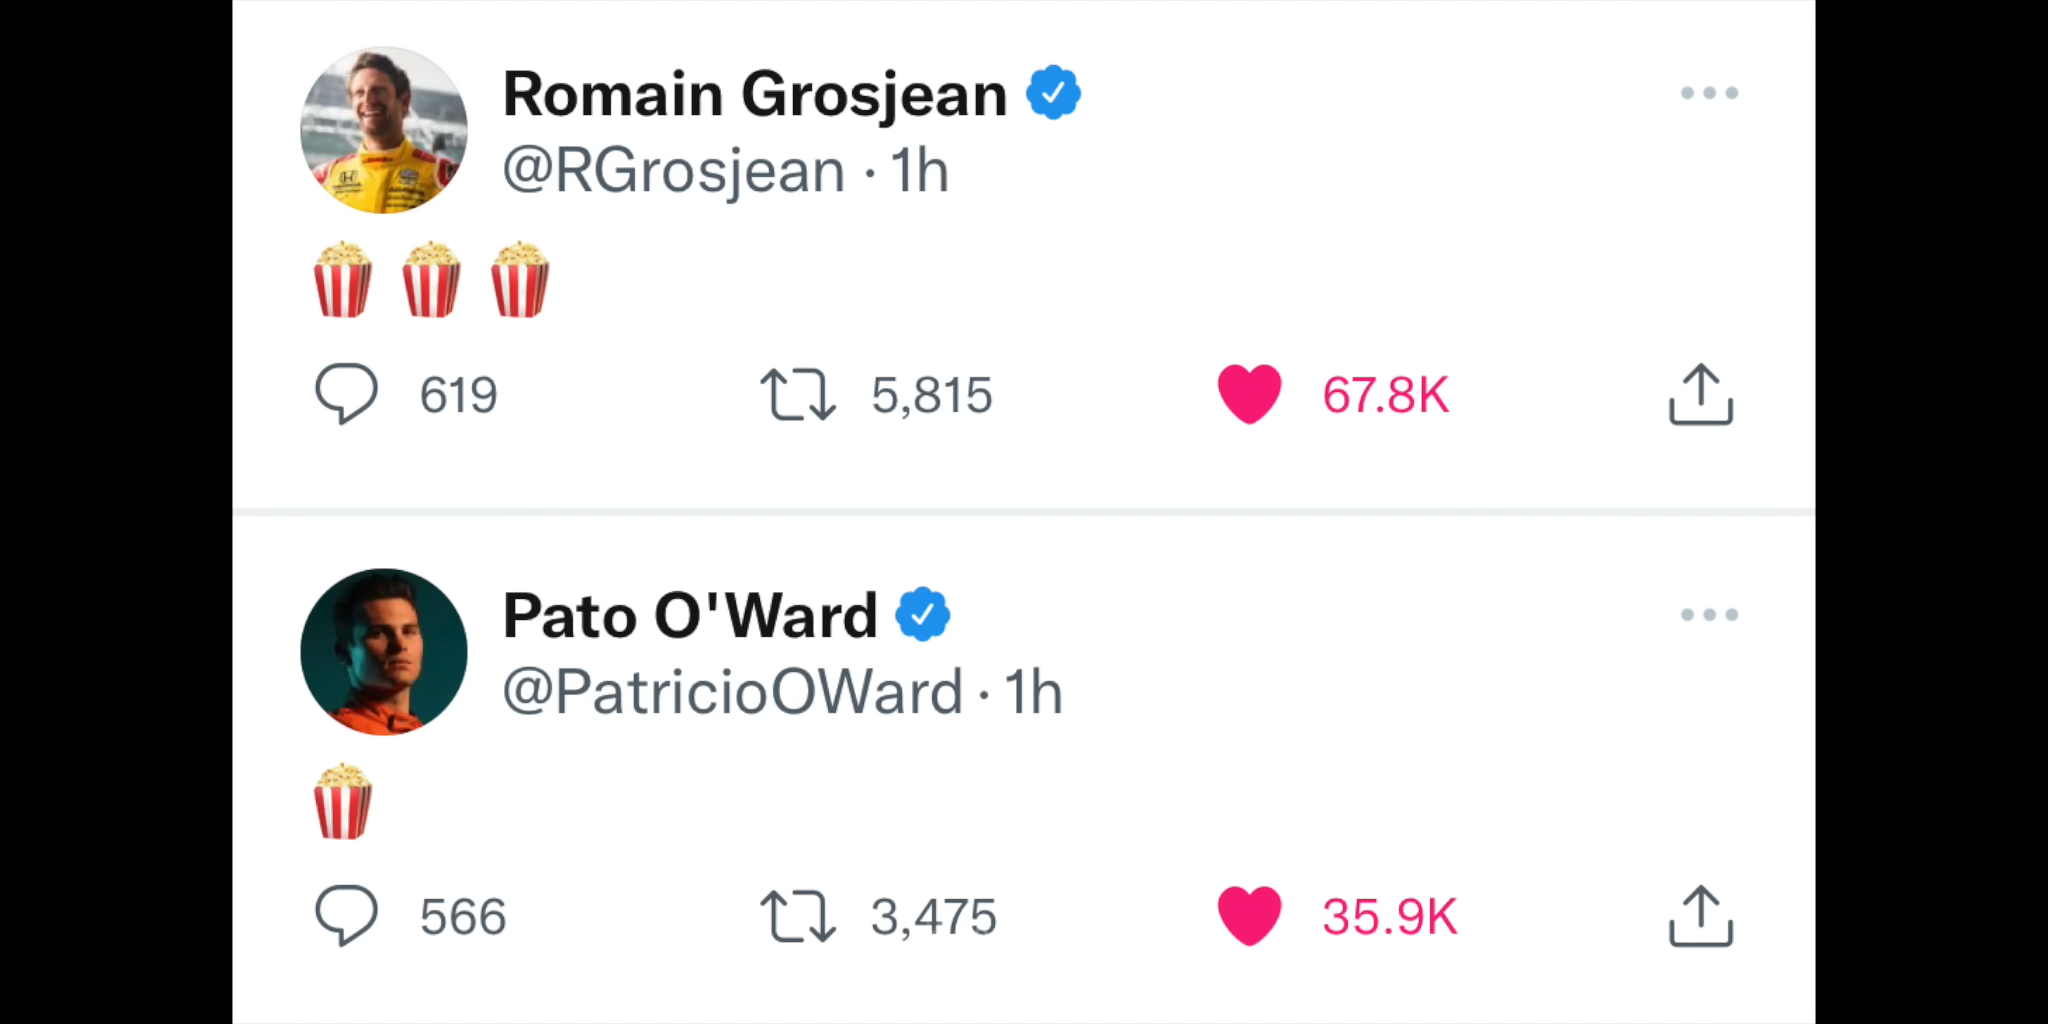 Romain Grosjean
@RGrosjean · 1h
🍿 🍿 🍿
619 5,815 67.8K
Pato O'Ward
@PatricioOWard · 1h
🍿
566 3,475 35.9K